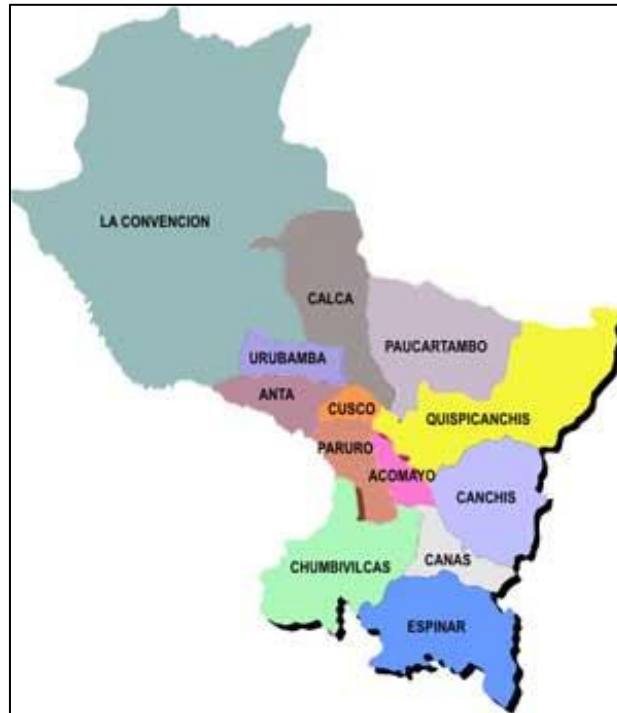 LA CONVENCION
CALCA
PAUCARTAMBO
URUBAMBA
ANTA
CUSCO
QUISPICANCHIS
PARURO
ACOMAYO
CANCHIS
CHUMBIVILCAS
CANAS
ESPINAR